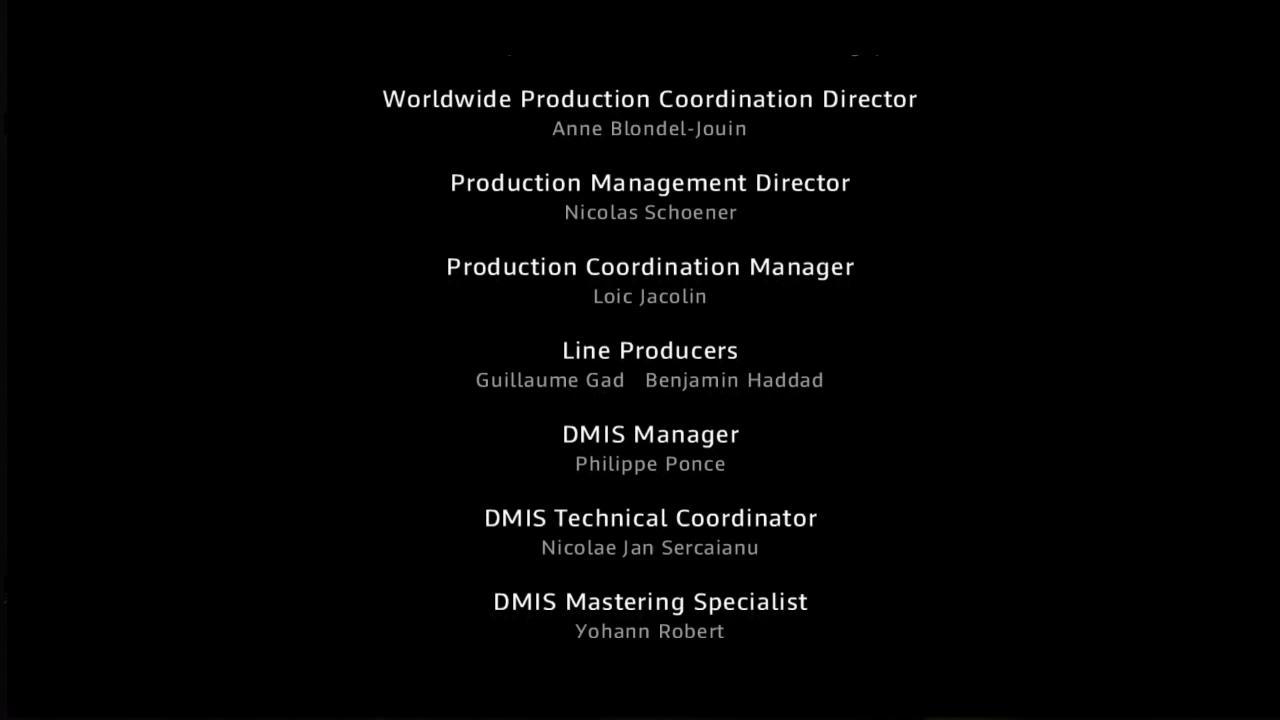 Worldwide Production Coordination Director
Anne Blondel-Jouin
Production Management Director
Nicolas Schoener
Production Coordination Manager
Loic Jacolin
Line Producers
Guillaume Gad Benjamin Haddad
DMIS Manager
Philippe Ponce
DMIS Technical Coordinator
Nicolae Jan Sercaianu
DMIS Mastering Specialist
Yohann Robert